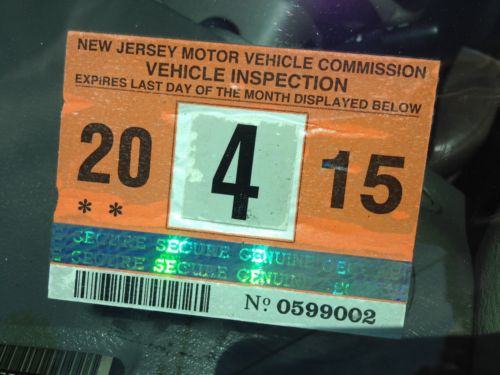 NEW JERSEY MOTOR VEHICLE COMMISSION
VEHICLE INSPECTION
EXPIRES LAST DAY OF THE MONTH DISPLAYED BELOW
20 4 15
**
SECURE SECURE GENUINE SECURE
SECURE SECURE GENUINE
Nº 0599002